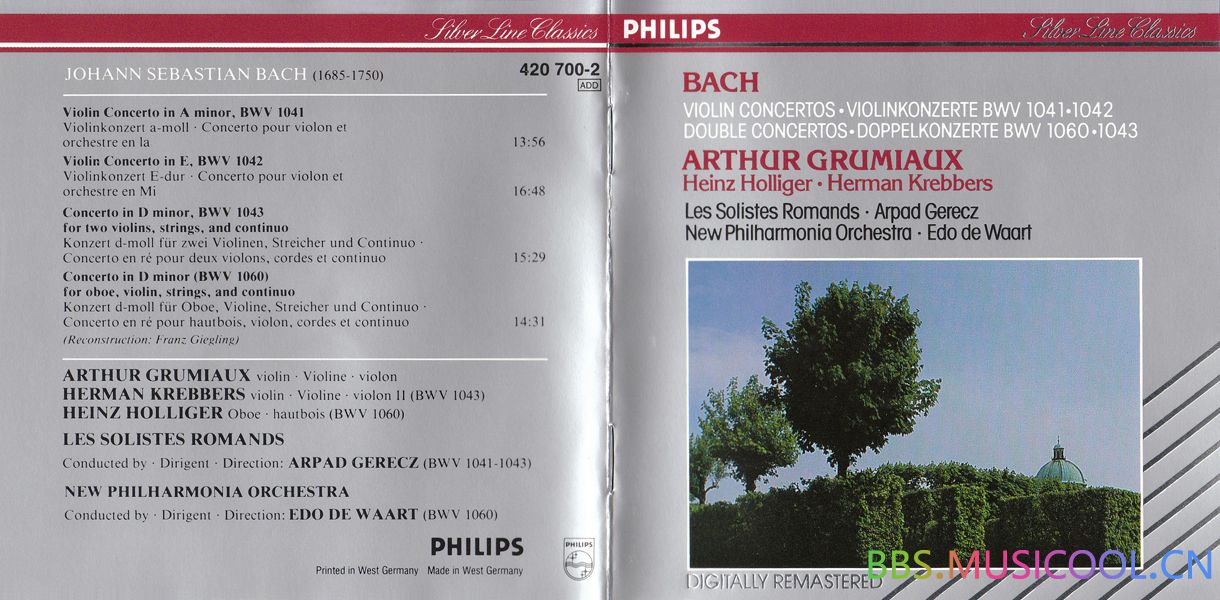 Silver Line Classics
JOHANN SEBASTIAN BACH (1685-1750)
420 700-2
ADD
Violin Concerto in A minor, BWV 1041
Violinkonzert a-moll · Concerto pour violon et
orchestre en la 13:56
Violin Concerto in E, BWV 1042
Violinkonzert E-dur · Concerto pour violon et
orchestre en Mi 16:48
Concerto in D minor, BWV 1043
for two violins, strings, and continuo
Konzert d-moll für zwei Violinen, Streicher und Continuo ·
Concerto en ré pour deux violons, cordes et continuo 15:29
Concerto in D minor (BWV 1060)
for oboe, violin, strings, and continuo
Konzert d-moll für Oboe, Violine, Streicher und Continuo ·
Concerto en ré pour hautbois, violon, cordes et continuo 14:31
(Reconstruction: Franz Giegling)
ARTHUR GRUMIAUX violin · Violine · violon
HERMAN KREBBERS violin · Violine · violon II (BWV 1043)
HEINZ HOLLIGER Oboe · hautbois (BWV 1060)
LES SOLISTES ROMANDS
Conducted by · Dirigent · Direction: ARPAD GERECZ (BWV 1041-1043)
NEW PHILHARMONIA ORCHESTRA
Conducted by · Dirigent · Direction: EDO DE WAART (BWV 1060)
PHILIPS
PHILIPS
Printed in West Germany Made in West Germany
PHILIPS
Silver Line Classics
BACH
VIOLIN CONCERTOS • VIOLINKONZERTE BWV 1041•1042
DOUBLE CONCERTOS • DOPPELKONZERTE BWV 1060•1043
ARTHUR GRUMIAUX
Heinz Holliger · Herman Krebbers
Les Solistes Romands · Arpad Gerecz
New Philharmonia Orchestra · Edo de Waart
DIGITALLY REMASTERED
BBS.MUSICOOL.CN